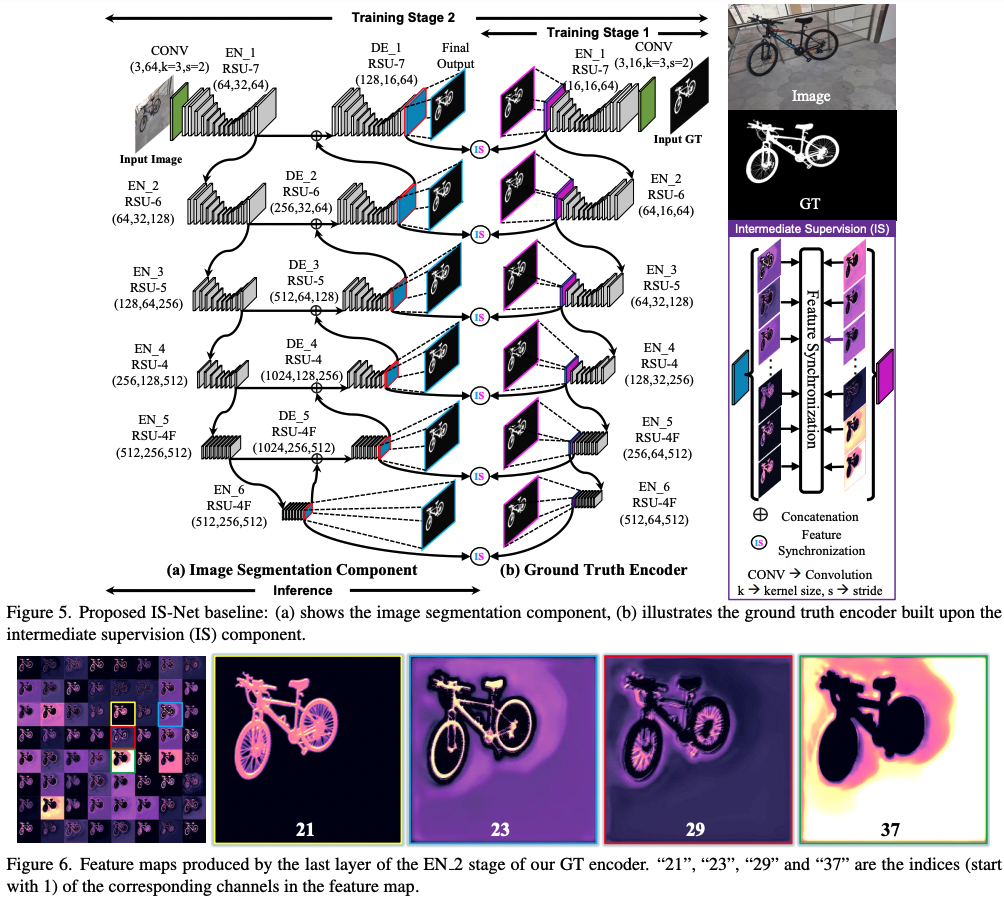 Training Stage 2
Training Stage 1
CONV
(3,64,k=3,s=2)
EN_1
RSU-7
(64,32,64)
DE_1
RSU-7
(128,16,64)
Final
Output
EN_1
RSU-7
(16,16,64)
CONV
(3,16,k=3,s=2)
Input Image
Input GT
IS
EN_2
RSU-6
(64,32,128)
DE_2
RSU-6
(256,32,64)
EN_2
RSU-6
(64,16,64)
IS
EN_3
RSU-5
(128,64,256)
DE_3
RSU-5
(512,64,128)
EN_3
RSU-5
(64,32,128)
IS
EN_4
RSU-4
(256,128,512)
DE_4
RSU-4
(1024,128,256)
EN_4
RSU-4
(128,32,256)
IS
EN_5
RSU-4F
(512,256,512)
DE_5
RSU-4F
(1024,256,512)
EN_5
RSU-4F
(256,64,512)
IS
EN_6
RSU-4F
(512,256,512)
EN_6
RSU-4F
(512,64,512)
IS
(a) Image Segmentation Component
(b) Ground Truth Encoder
Inference
Image
GT
Intermediate Supervision (IS)
Feature Synchronization
⊕ Concatenation
IS Feature
Synchronization
CONV → Convolution
k → kernel size, s → stride
Figure 5. Proposed IS-Net baseline: (a) shows the image segmentation component, (b) illustrates the ground truth encoder built upon the
intermediate supervision (IS) component.
21
23
29
37
Figure 6. Feature maps produced by the last layer of the EN_2 stage of our GT encoder. “21”, “23”, “29” and “37” are the indices (start
with 1) of the corresponding channels in the feature map.